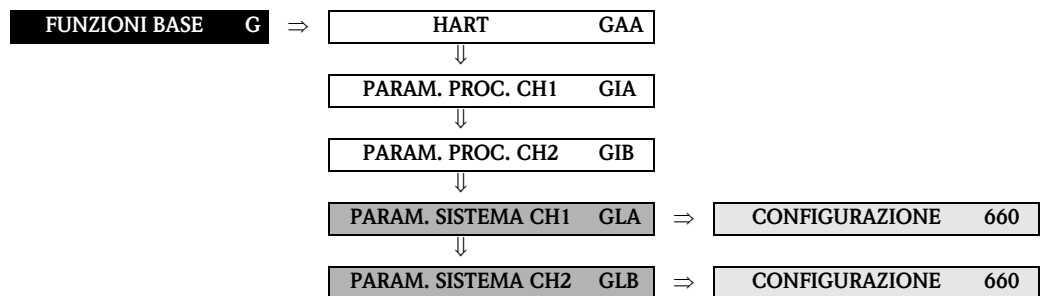 FUNZIONI BASE G ⇒ HART GAA
⇓
PARAM. PROC. CH1 GIA
⇓
PARAM. PROC. CH2 GIB
⇓
PARAM. SISTEMA CH1 GLA ⇒ CONFIGURAZIONE 660
⇓
PARAM. SISTEMA CH2 GLB ⇒ CONFIGURAZIONE 660